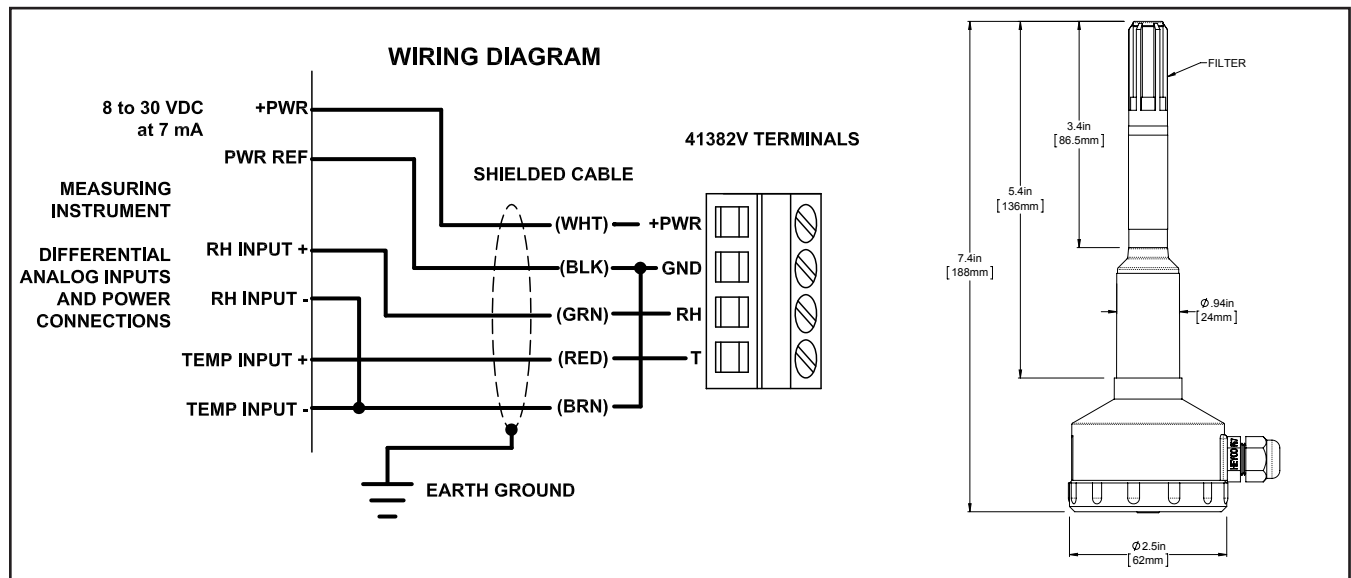 WIRING DIAGRAM
8 to 30 VDC
at 7 mA
+PWR
PWR REF
MEASURING
INSTRUMENT
DIFFERENTIAL
ANALOG INPUTS
AND POWER
CONNECTIONS
RH INPUT +
RH INPUT -
TEMP INPUT +
TEMP INPUT -
SHIELDED CABLE
(WHT)
(BLK)
(GRN)
(RED)
(BRN)
EARTH GROUND
41382V TERMINALS
+PWR
GND
RH
T
FILTER
3.4in
[86.5mm]
5.4in
[136mm]
7.4in
[188mm]
Ø.94in
[24mm]
Ø2.5in
[62mm]